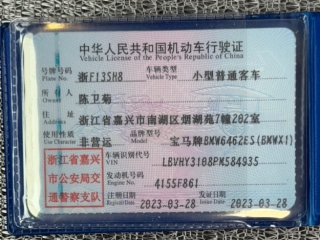 中华人民共和国机动车行驶证
Vehicle License of the People's Republic of China
号牌号码 Plate No. 浙F135H8 车辆类型 Vehicle Type 小型普通客车
所有人 Owner 陈卫菊
住址 Address 浙江省嘉兴市南湖区烟湖苑7幢202室
使用性质 Use Character 非营运 品牌型号 Model 宝马牌BMW6462ES(BMWX1)
浙江省嘉兴 车辆识别代号 VIN LBVHY3108PMS84935
市公安局交 发动机号码 Engine No. 4155F861
通警察支队 注册日期 Register Date 2023-03-28 发证日期 Issue Date 2023-03-28